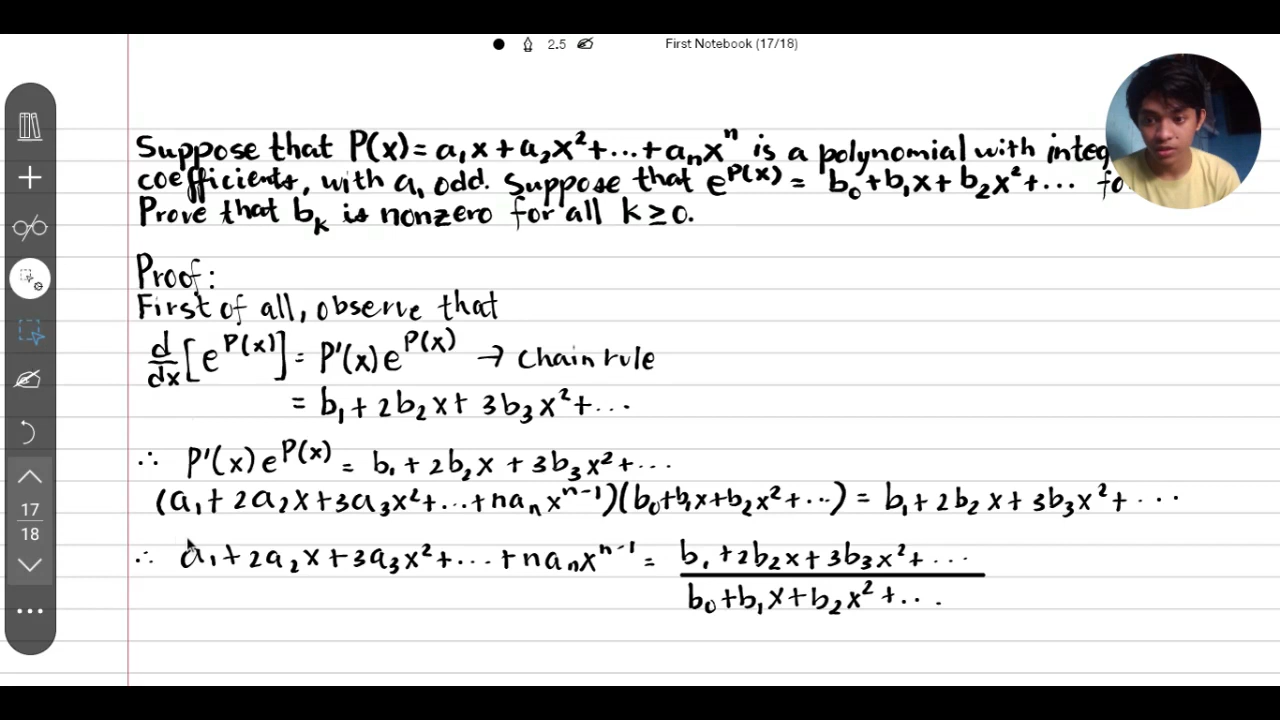 2.5 First Notebook (17/18)
Suppose that P(x) = a₁x + a₂x² + ... + aₙxⁿ is a polynomial with
coefficients, with a₁ odd. Suppose that e^P(x) = b₀ + b₁x + b₂x² + ...
Prove that bₖ is nonzero for all k ≥ 0.
Proof:
First of all, observe that
d/dx [e^P(x)] = P'(x)e^P(x) → Chain rule
= b₁ + 2b₂x + 3b₃x² + ...
∴ P'(x)e^P(x) = b₁ + 2b₂x + 3b₃x² + ...
(a₁ + 2a₂x + 3a₃x² + ... + naₙxⁿ⁻¹)(b₀+b₁x+b₂x² + ...) = b₁ + 2b₂x + 3b₃x² + ...
∴ a₁ + 2a₂x + 3a₃x² + ... + naₙxⁿ⁻¹ = b₁ + 2b₂x + 3b₃x² + ... / b₀ + b₁x + b₂x² + ...
17
18